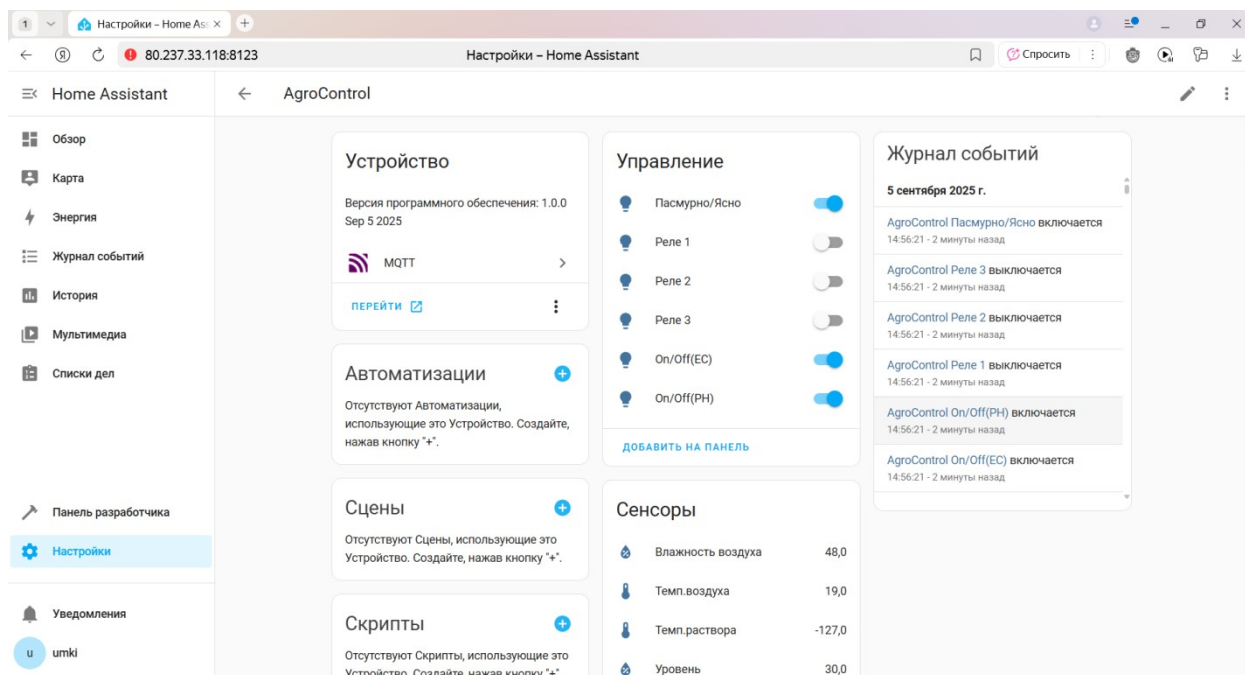 1
Настройки – Home Ass
80.237.33.118:8123
Настройки – Home Assistant
Спросить
Home Assistant
AgroControl
Обзор
Карта
Энергия
Журнал событий
История
Мультимедиа
Списки дел
Панель разработчика
Настройки
Уведомления
u umki
Устройство
Версия программного обеспечения: 1.0.0
Sep 5 2025
MQTT
ПЕРЕЙТИ
Автоматизации
Отсутствуют Автоматизации,
использующие это Устройство. Создайте,
нажав кнопку "+".
Сцены
Отсутствуют Сцены, использующие это
Устройство. Создайте, нажав кнопку "+".
Скрипты
Отсутствуют Скрипты, использующие это
Устройство. Создайте, нажав кнопку "+"
Управление
Пасмурно/Ясно
Реле 1
Реле 2
Реле 3
On/Off(EC)
On/Off(PH)
ДОБАВИТЬ НА ПАНЕЛЬ
Сенсоры
Влажность воздуха 48,0
Темп.воздуха 19,0
Темп.раствора -127,0
Уровень 30,0
Журнал событий
5 сентября 2025 г.
AgroControl Пасмурно/Ясно включается
14:56:21 - 2 минуты назад
AgroControl Реле 3 выключается
14:56:21 - 2 минуты назад
AgroControl Реле 2 выключается
14:56:21 - 2 минуты назад
AgroControl Реле 1 выключается
14:56:21 - 2 минуты назад
AgroControl On/Off(PH) включается
14:56:21 - 2 минуты назад
AgroControl On/Off(EC) включается
14:56:21 - 2 минуты назад